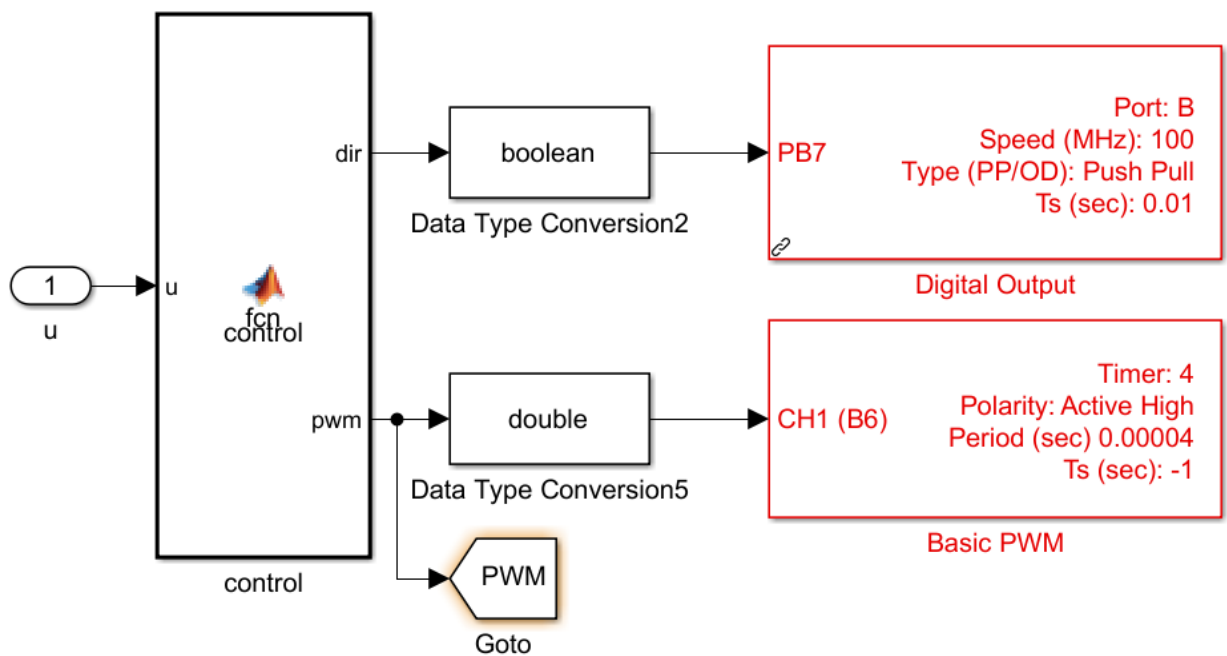 1
u
u
fcn
control
dir
pwm
control
boolean
Data Type Conversion2
double
Data Type Conversion5
PWM
Goto
PB7
Port: B
Speed (MHz): 100
Type (PP/OD): Push Pull
Ts (sec): 0.01
Digital Output
CH1 (B6)
Timer: 4
Polarity: Active High
Period (sec) 0.00004
Ts (sec): -1
Basic PWM